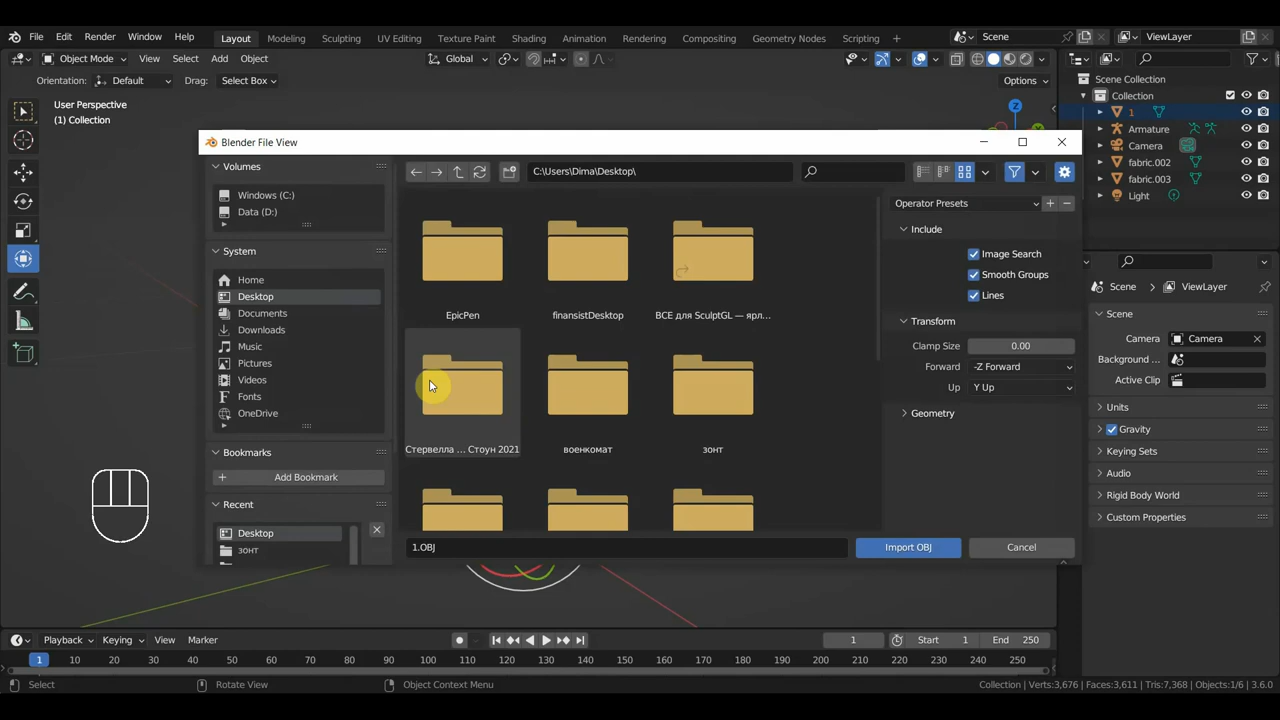 File Edit Render Window Help Layout Modeling Sculpting UV Editing Texture Paint Shading Animation Rendering Compositing Geometry Nodes Scripting + Scene ViewLayer
Object Mode View Select Add Object Global
Orientation: Default Drag: Select Box Options
User Perspective
(1) Collection
Z
Scene Collection
Collection
1
Armature
Camera
fabric.002
fabric.003
Light
Blender File View
Volumes
Windows (C:)
Data (D:)
System
Home
Desktop
Documents
Downloads
Music
Pictures
Videos
Fonts
OneDrive
Bookmarks
Add Bookmark
Recent
Desktop
зонт
C:\Users\Dima\Desktop\
EpicPen finansistDesktop ВСЕ для SculptGL — ярл...
Стервелла ... Стоун 2021 военкомат зонт
1.OBJ Import OBJ Cancel
Operator Presets
Include
Image Search
Smooth Groups
Lines
Transform
Clamp Size 0.00
Forward -Z Forward
Up Y Up
Geometry
Scene ViewLayer
Scene
Camera Camera
Background ...
Active Clip
Units
Gravity
Keying Sets
Audio
Rigid Body World
Custom Properties
Playback Keying View Marker 1 Start 1 End 250
1 10 20 30 40 50 60 70 80 90 100 110 120 130 140 150 160 170 180 190 200 210 220 230 240 250
Select Rotate View Object Context Menu Collection | Verts:3,676 | Faces:3,611 | Tris:7,368 | Objects:1/6 | 3.6.0